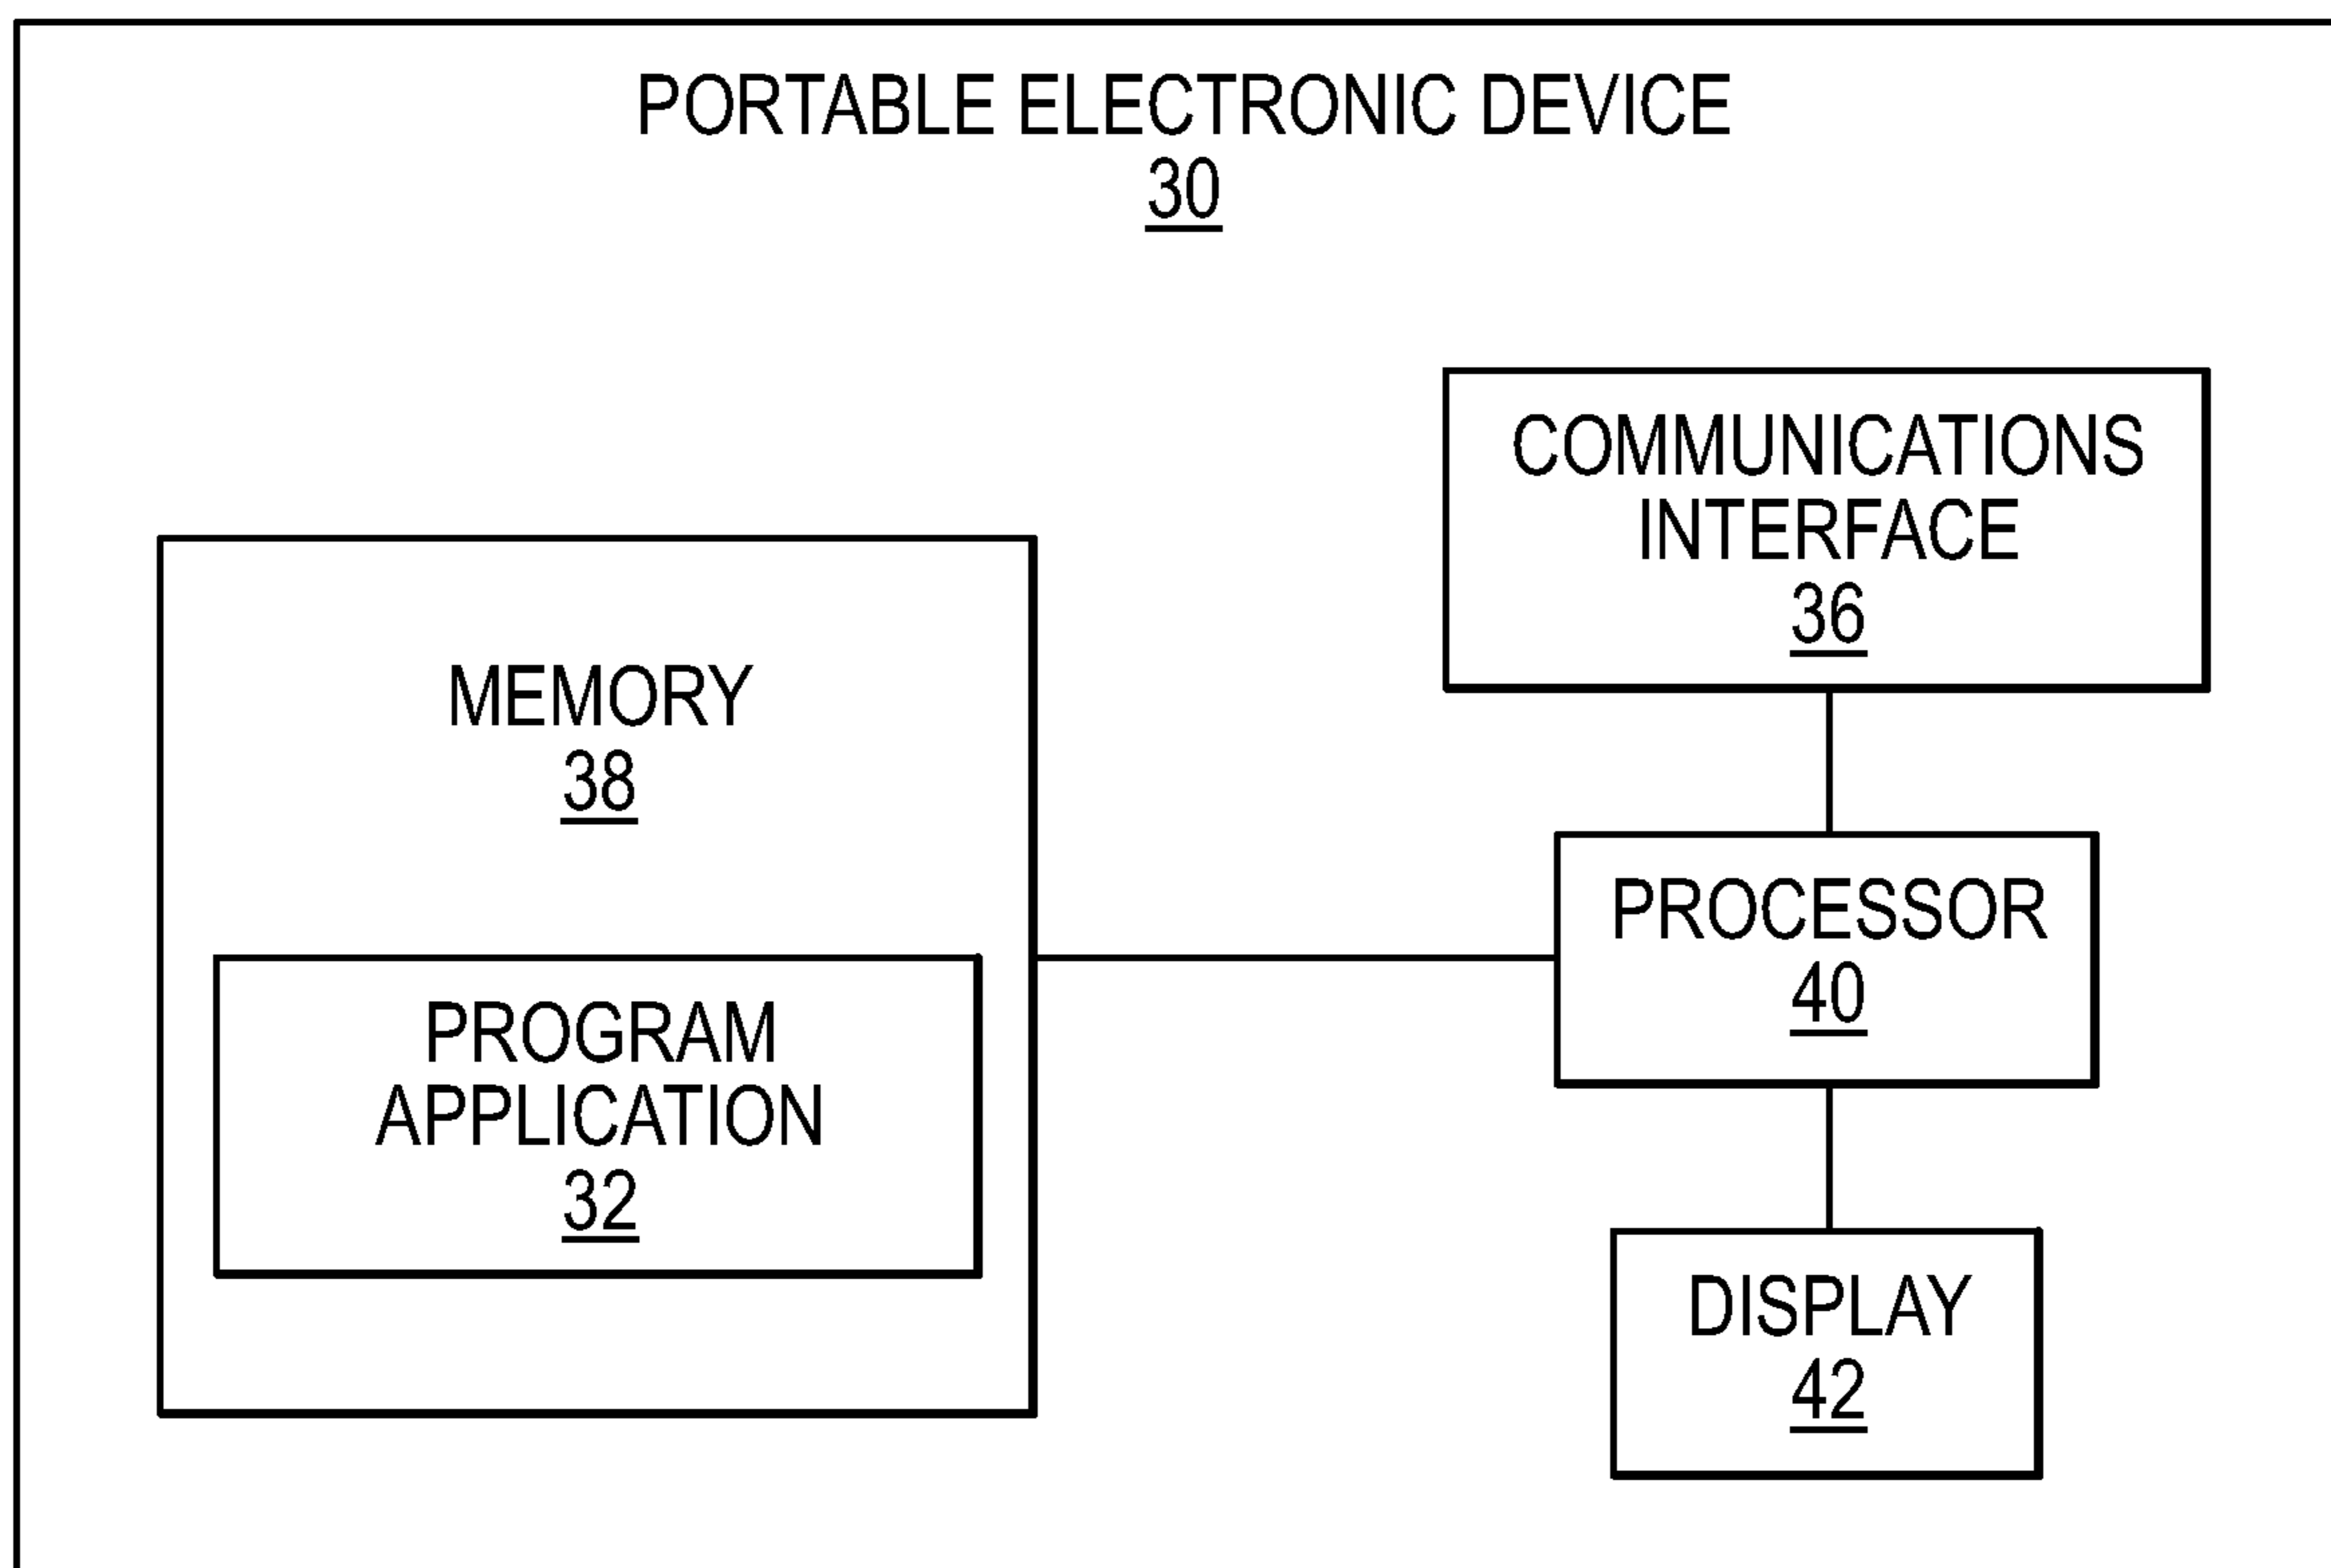 PORTABLE ELECTRONIC DEVICE
30
COMMUNICATIONS
INTERFACE
36
MEMORY
38
PROCESSOR
40
PROGRAM
APPLICATION
32
DISPLAY
42